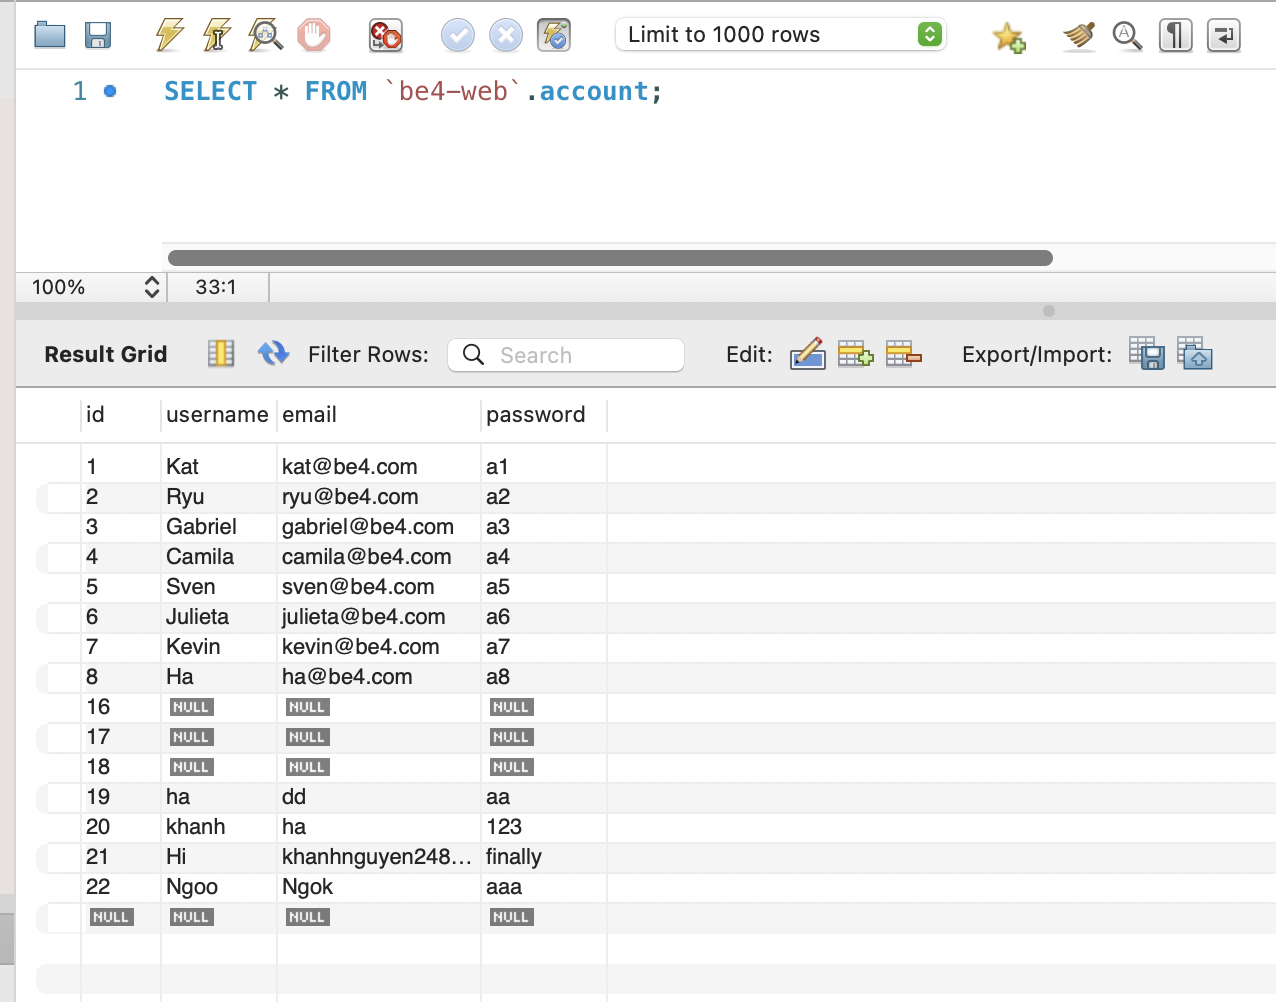 Limit to 1000 rows
1 SELECT * FROM `be4-web`.account;
100% 33:1
Result Grid Filter Rows: Search Edit: Export/Import:
id username email password
1 Kat kat@be4.com a1
2 Ryu ryu@be4.com a2
3 Gabriel gabriel@be4.com a3
4 Camila camila@be4.com a4
5 Sven sven@be4.com a5
6 Julieta julieta@be4.com a6
7 Kevin kevin@be4.com a7
8 Ha ha@be4.com a8
16 NULL NULL NULL
17 NULL NULL NULL
18 NULL NULL NULL
19 ha dd aa
20 khanh ha 123
21 Hi khanhnguyen248... finally
22 Ngoo Ngok aaa
NULL NULL NULL NULL